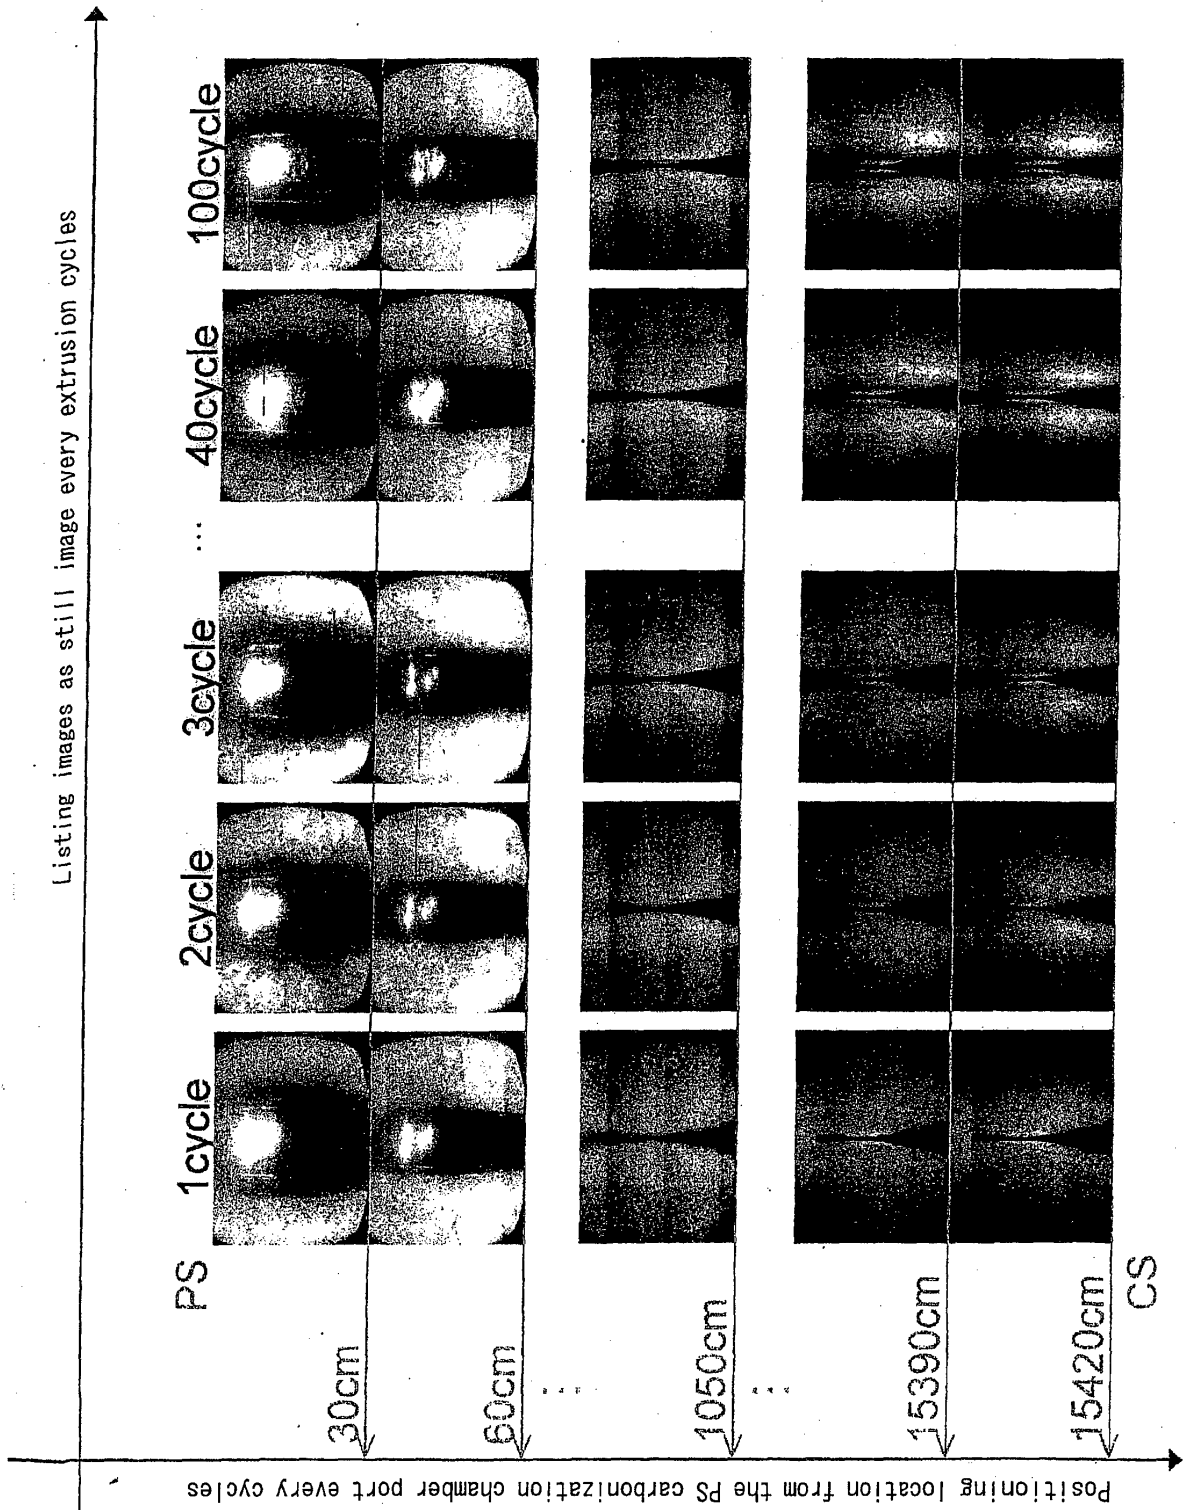 Listing images as still image every extrusion cycles
1cycle 2cycle 3cycle ... 40cycle 100cycle
PS
30cm
60cm
...
1050cm
...
15390cm
15420cm
CS
Positioning location from the PS carbonization chamber port every cycles